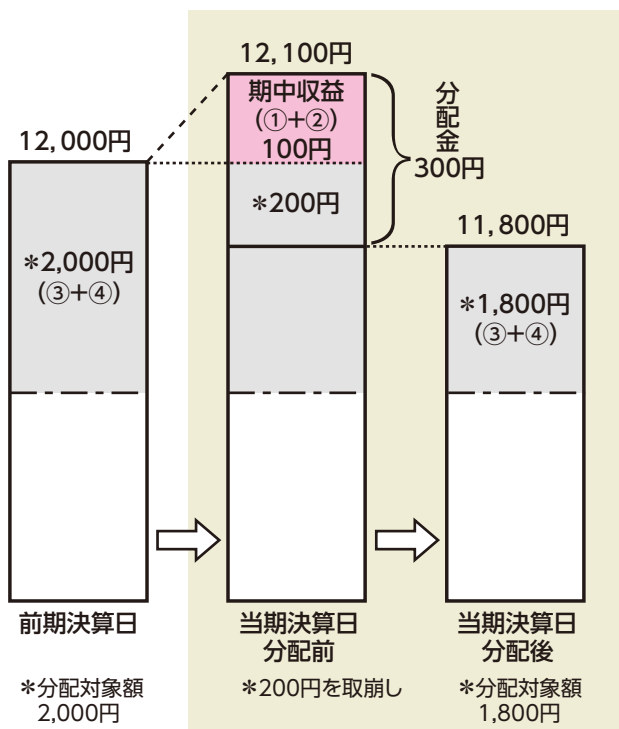 12,000円
*2,000円
(③+④)
前期決算日
*分配対象額
2,000円
12,100円
期中収益
(①+②)
100円
*200円
分配金
300円
当期決算日
分配前
*200円を取崩し
11,800円
*1,800円
(③+④)
当期決算日
分配後
*分配対象額
1,800円